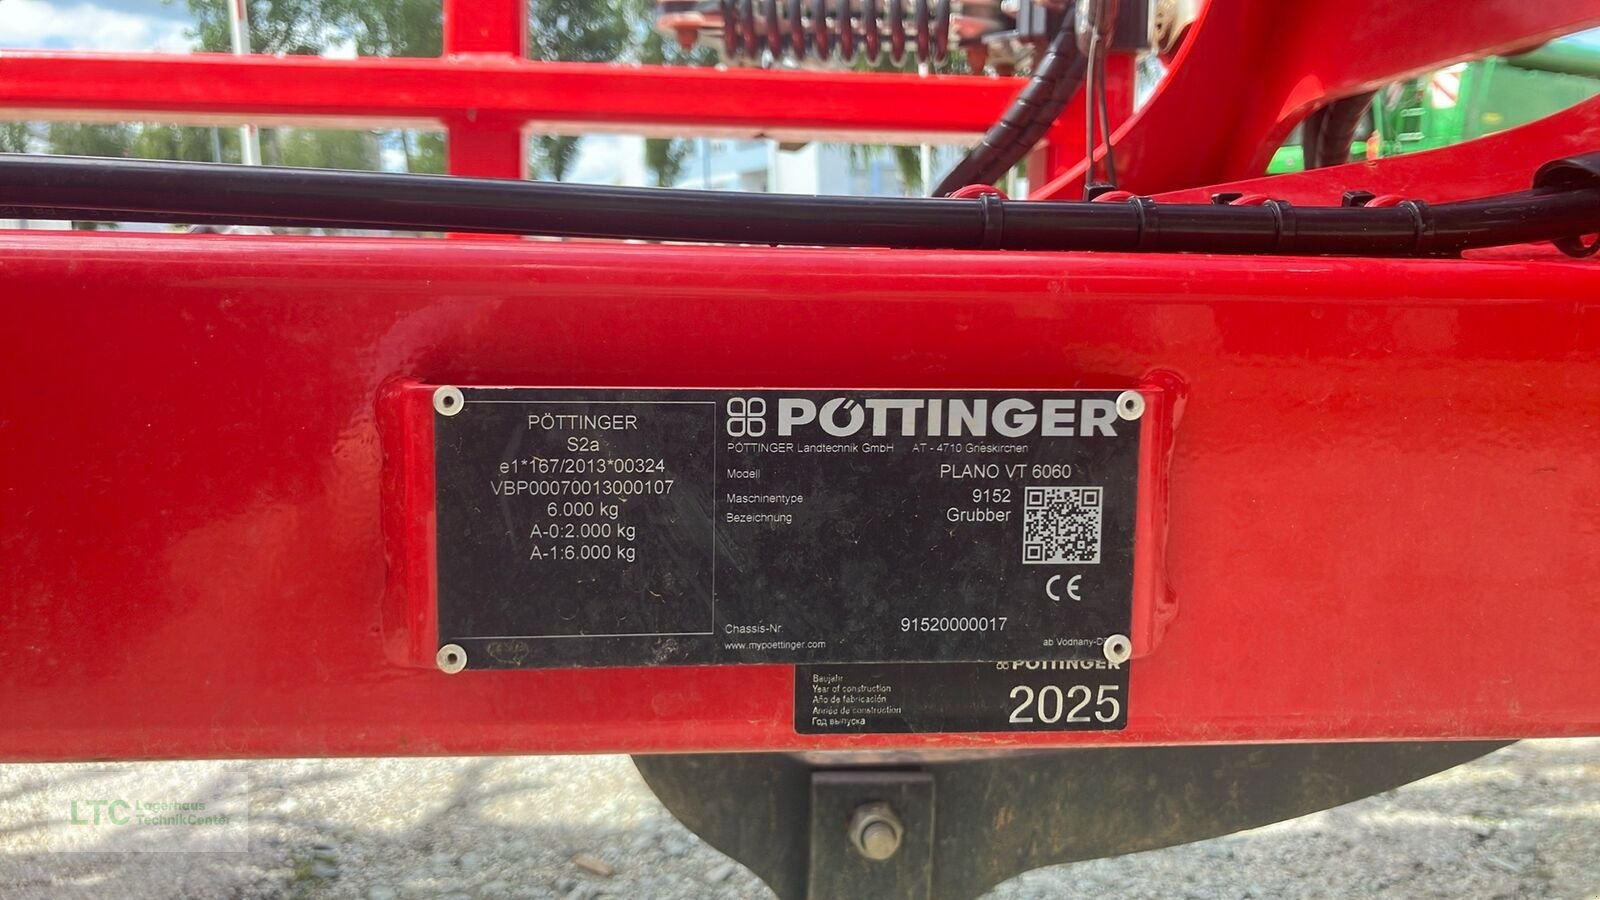 PÖTTINGER
S2a
e1*167/2013*00324
VBP00070013000107
6.000 kg
A-0:2.000 kg
A-1:6.000 kg
PÖTTINGER
PÖTTINGER Landtechnik GmbH AT - 4710 Grieskirchen
Modell PLANO VT 6060
Maschinentype 9152
Bezeichnung Grubber
CE
Chassis-Nr. 91520000017
www.mypoettinger.com ab Vodnany-
PÖTTINGER
Baujahr
Year of construction
Año de fabricación
Année de construction
Год выпуска
2025
LTC Lagerhaus
TechnikCenter